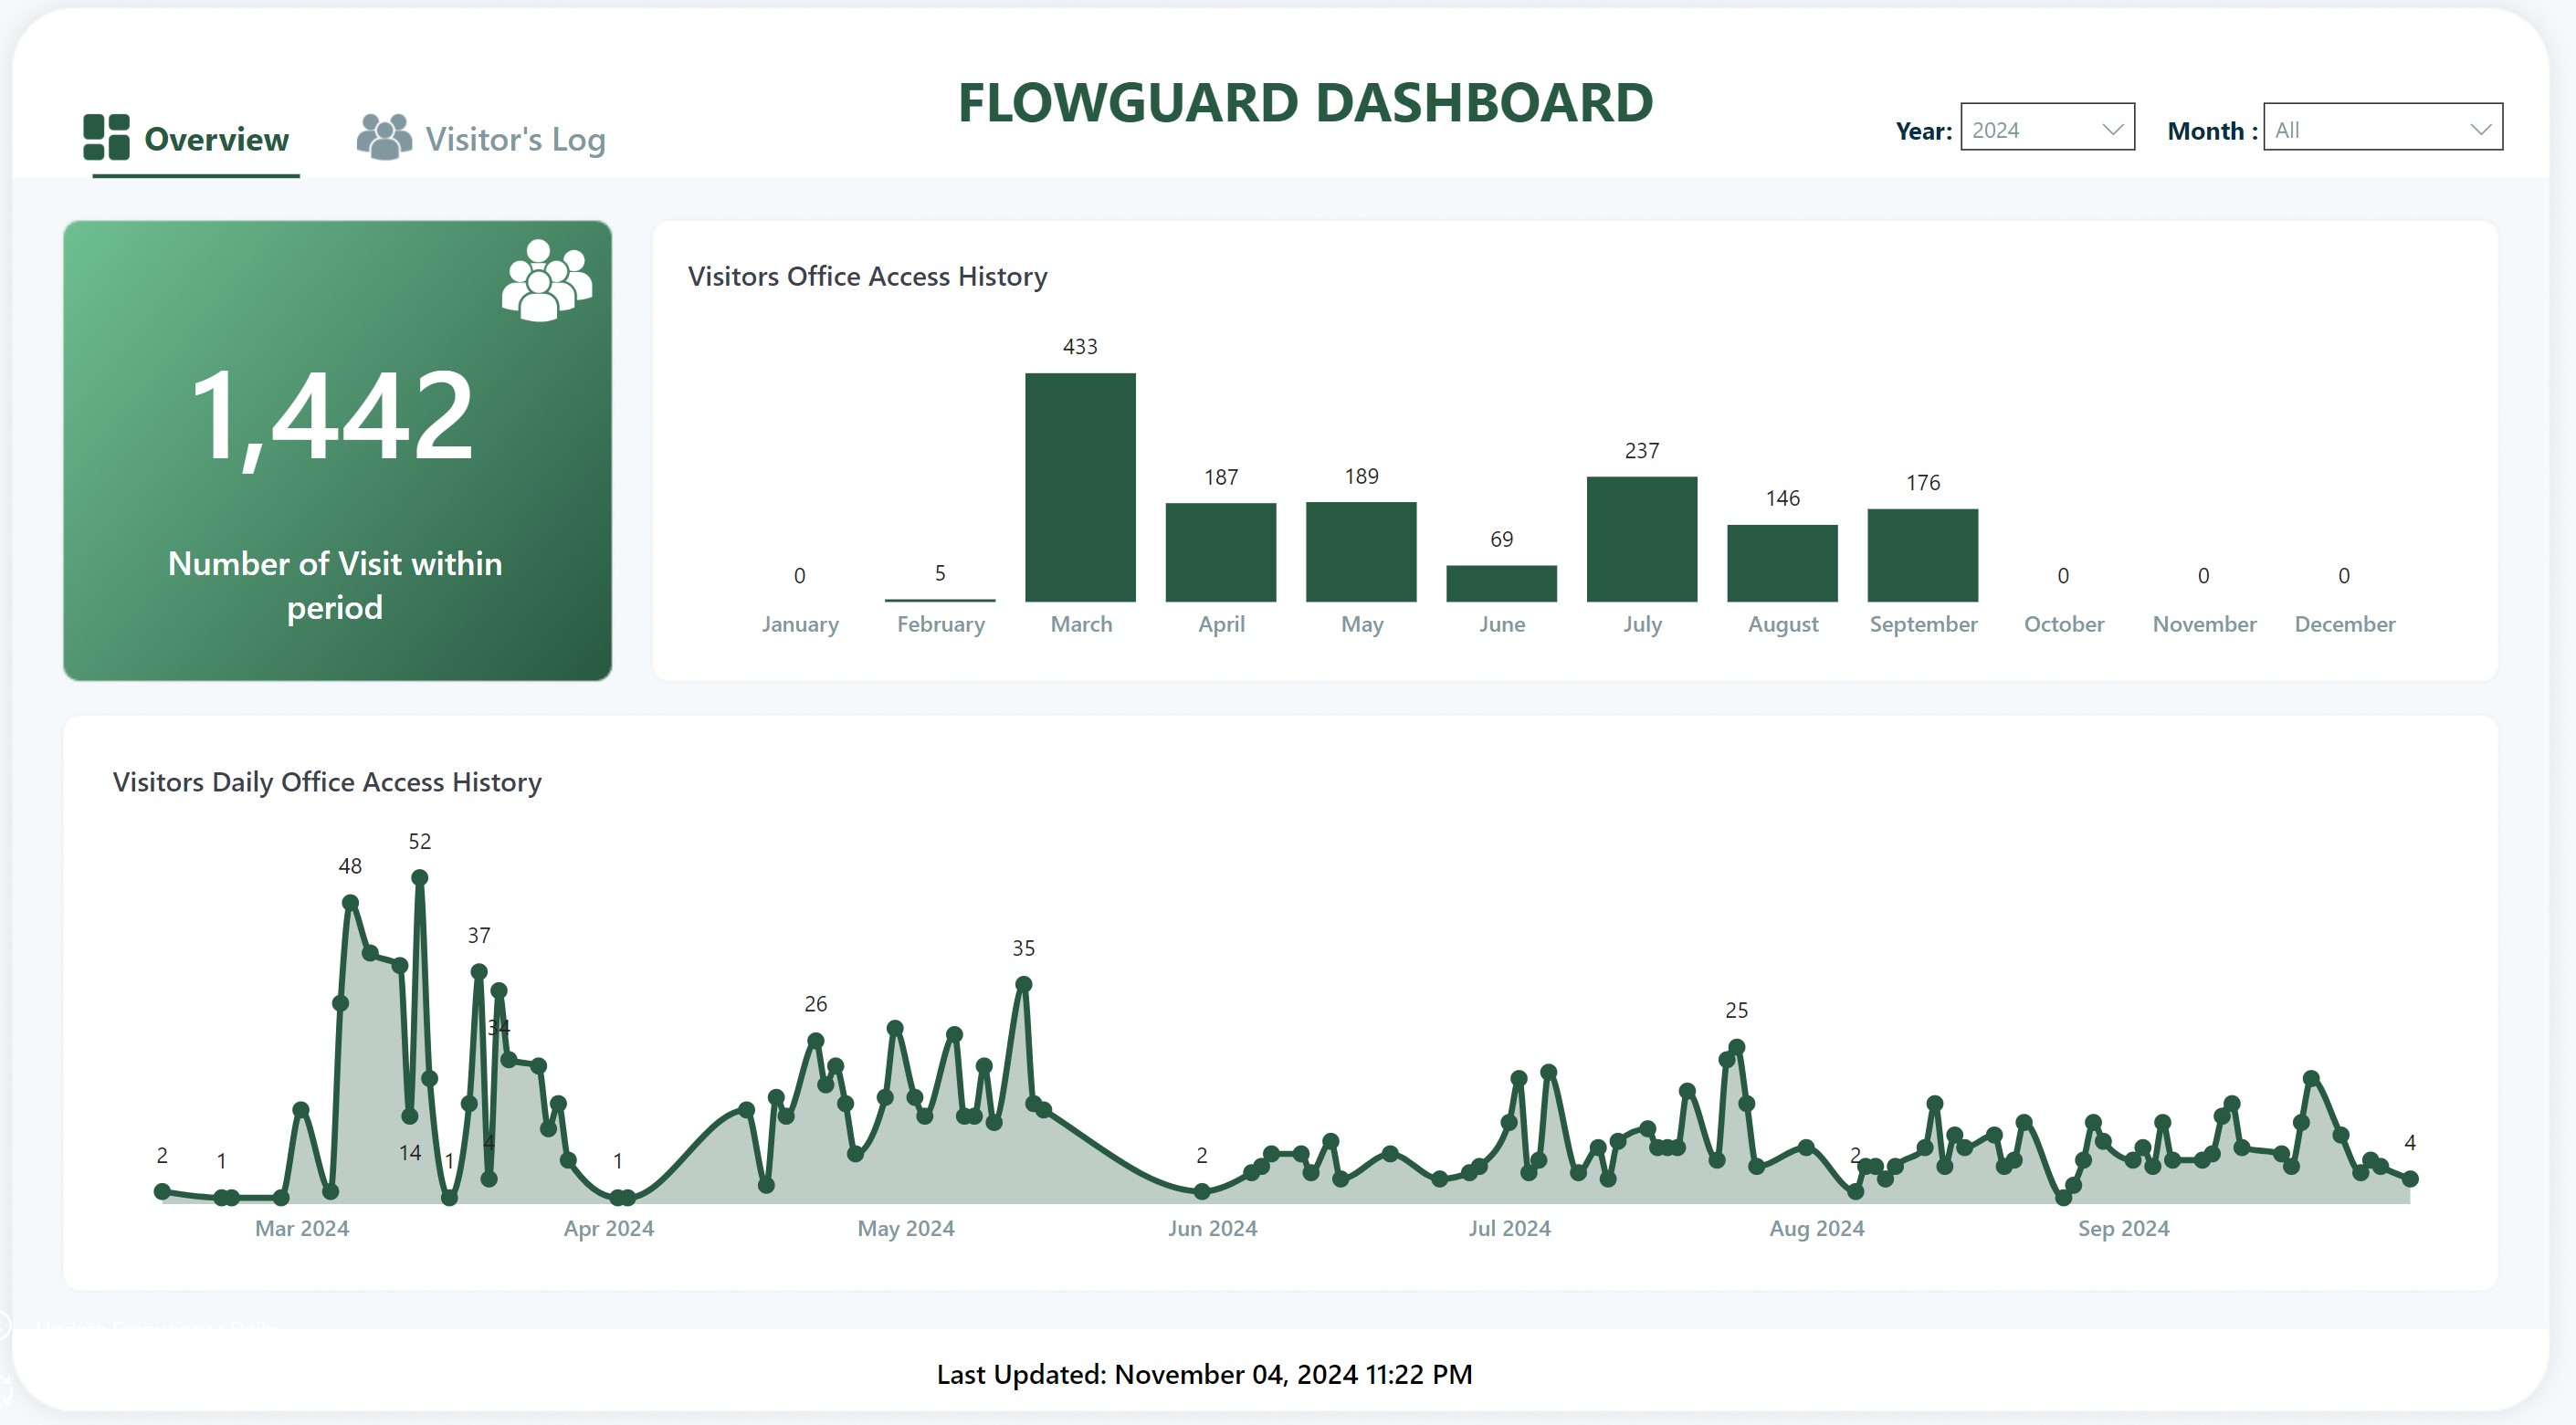 FLOWGUARD DASHBOARD
Overview
Visitor's Log
Year: 2024
Month : All
1,442
Number of Visit within
period
Visitors Office Access History
0 5 433 187 189 69 237 146 176 0 0 0
January February March April May June July August September October November December
Visitors Daily Office Access History
2 1 48 14 52 1 37 4 34 1 26 35 2 25 2 4
Mar 2024 Apr 2024 May 2024 Jun 2024 Jul 2024 Aug 2024 Sep 2024
Last Updated: November 04, 2024 11:22 PM